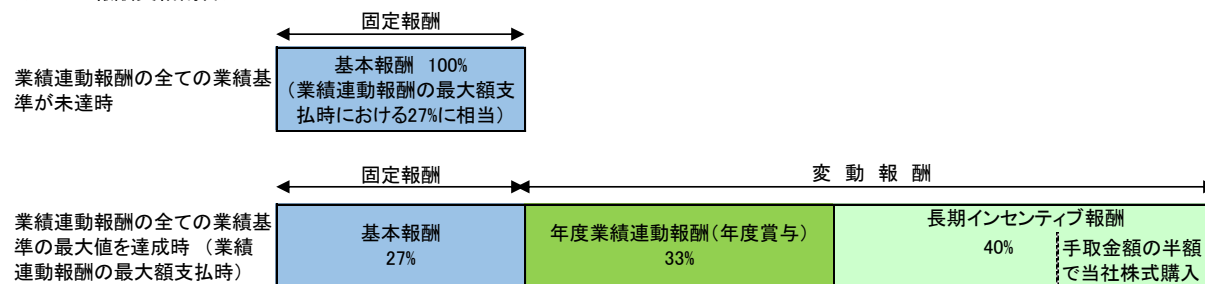 固定報酬
業績連動報酬の全ての業績基
準が未達時
基本報酬 100%
(業績連動報酬の最大額支
払時における27%に相当)
固定報酬
変 動 報 酬
業績連動報酬の全ての業績基
準の最大値を達成時 (業績
連動報酬の最大額支払時)
基本報酬
27%
年度業績連動報酬(年度賞与)
33%
長期インセンティブ報酬
40%
手取金額の半額
で当社株式購入